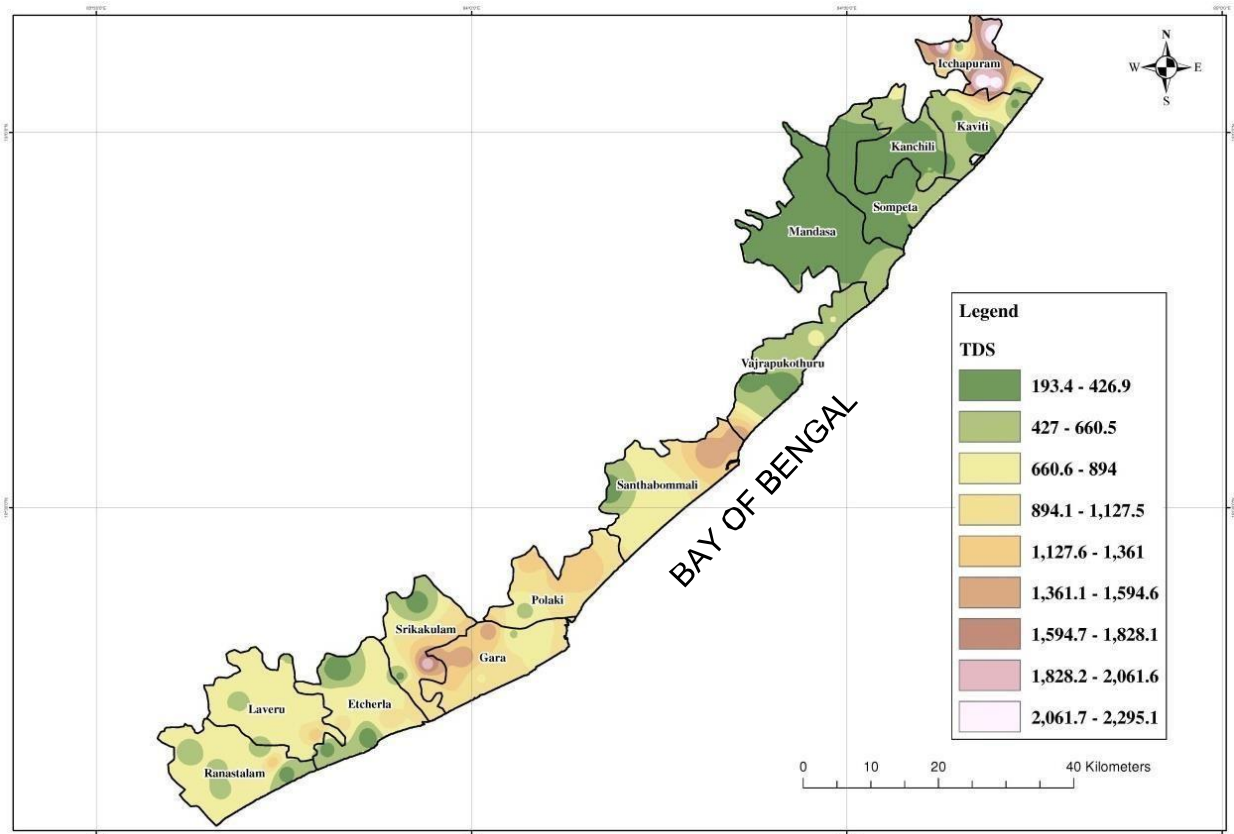 N
W E
S
Icchapuram
Kaviti
Kanchili
Sompeta
Mandasa
Vajrapukothuru
Santhabommali
Polaki
Srikakulam
Gara
Etcherla
Laveru
Ranastalam
BAY OF BENGAL
Legend
TDS
193.4 - 426.9
427 - 660.5
660.6 - 894
894.1 - 1,127.5
1,127.6 - 1,361
1,361.1 - 1,594.6
1,594.7 - 1,828.1
1,828.2 - 2,061.6
2,061.7 - 2,295.1
0 10 20 40 Kilometers